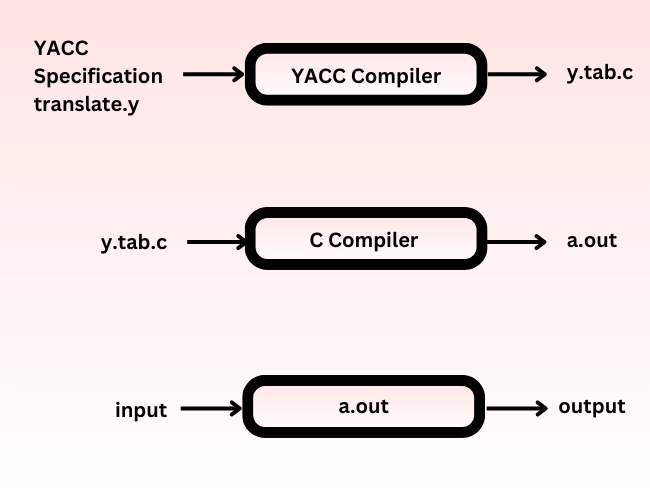 YACC
Specification
translate.y
YACC Compiler
y.tab.c
y.tab.c
C Compiler
a.out
input
a.out
output